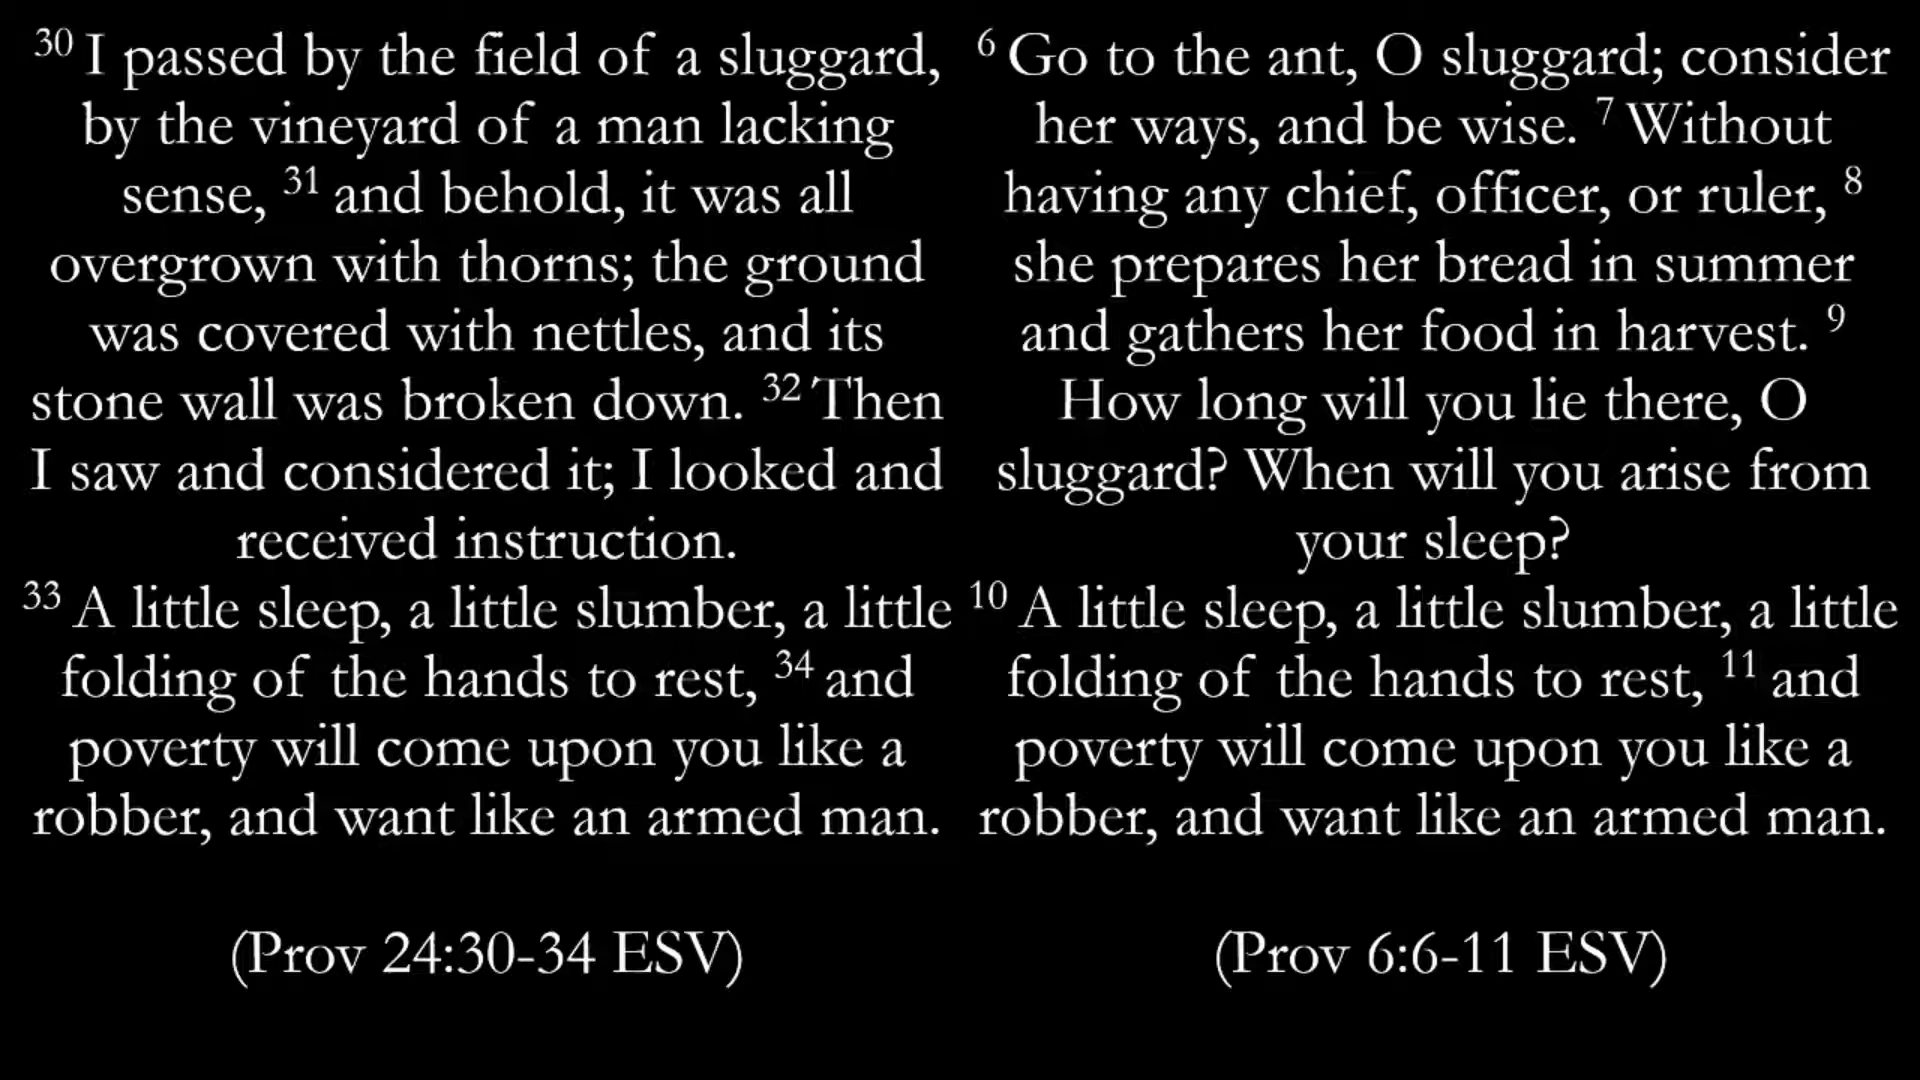 30 I passed by the field of a sluggard,
by the vineyard of a man lacking
sense, 31 and behold, it was all
overgrown with thorns; the ground
was covered with nettles, and its
stone wall was broken down. 32 Then
I saw and considered it; I looked and
received instruction.
33 A little sleep, a little slumber, a little
folding of the hands to rest, 34 and
poverty will come upon you like a
robber, and want like an armed man.
(Prov 24:30-34 ESV)
6 Go to the ant, O sluggard; consider
her ways, and be wise. 7 Without
having any chief, officer, or ruler, 8
she prepares her bread in summer
and gathers her food in harvest. 9
How long will you lie there, O
sluggard? When will you arise from
your sleep?
10 A little sleep, a little slumber, a little
folding of the hands to rest, 11 and
poverty will come upon you like a
robber, and want like an armed man.
(Prov 6:6-11 ESV)